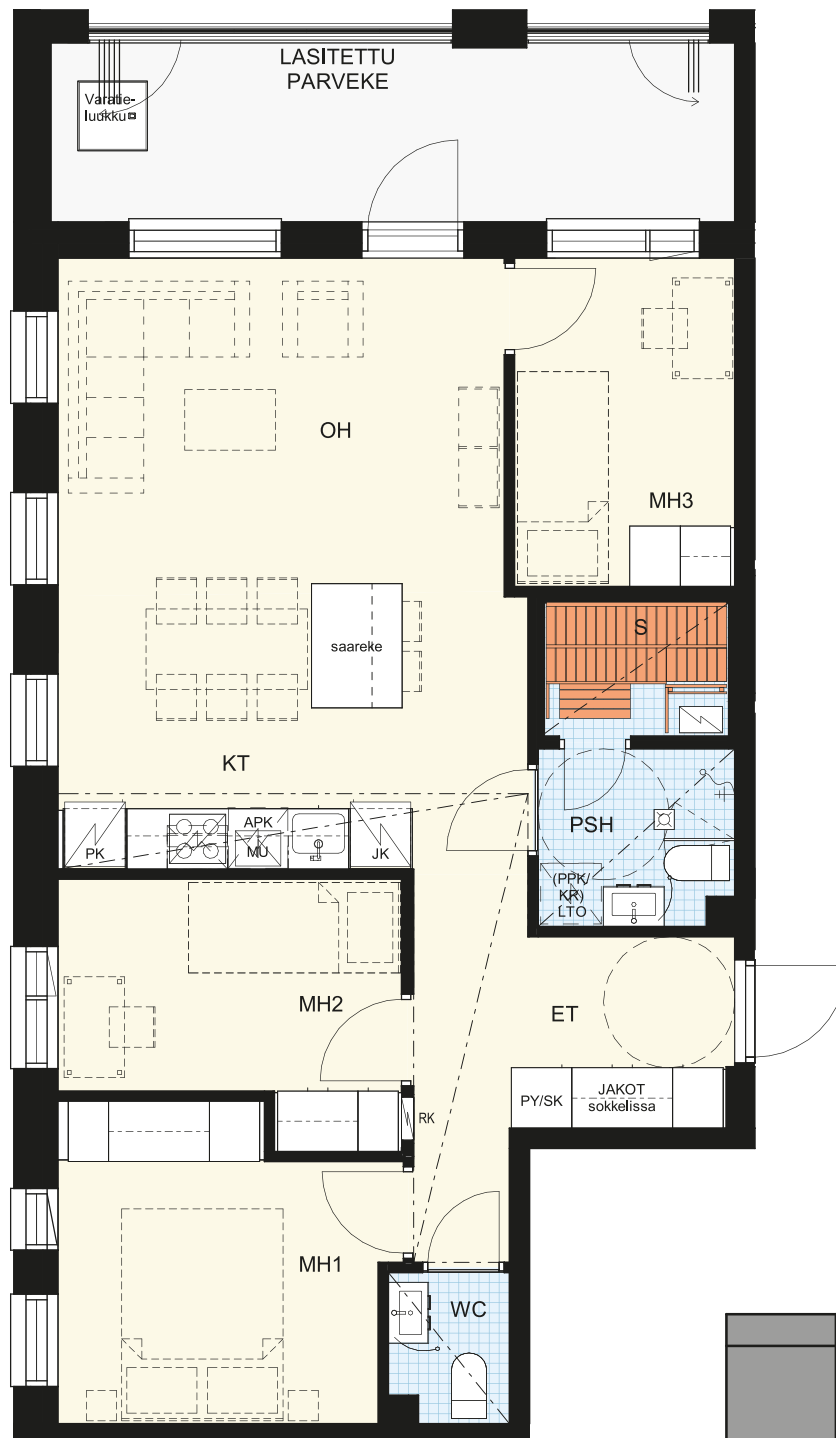 LASITETTU
PARVEKE
Varatie-
luukku
OH
MH3
S
saareke
KT
PSH
APK
PK
MU
JK
(PPK/
KR)
LTO
MH2
ET
PY/SK
JAKOT
sokkelissa
RK
MH1
WC